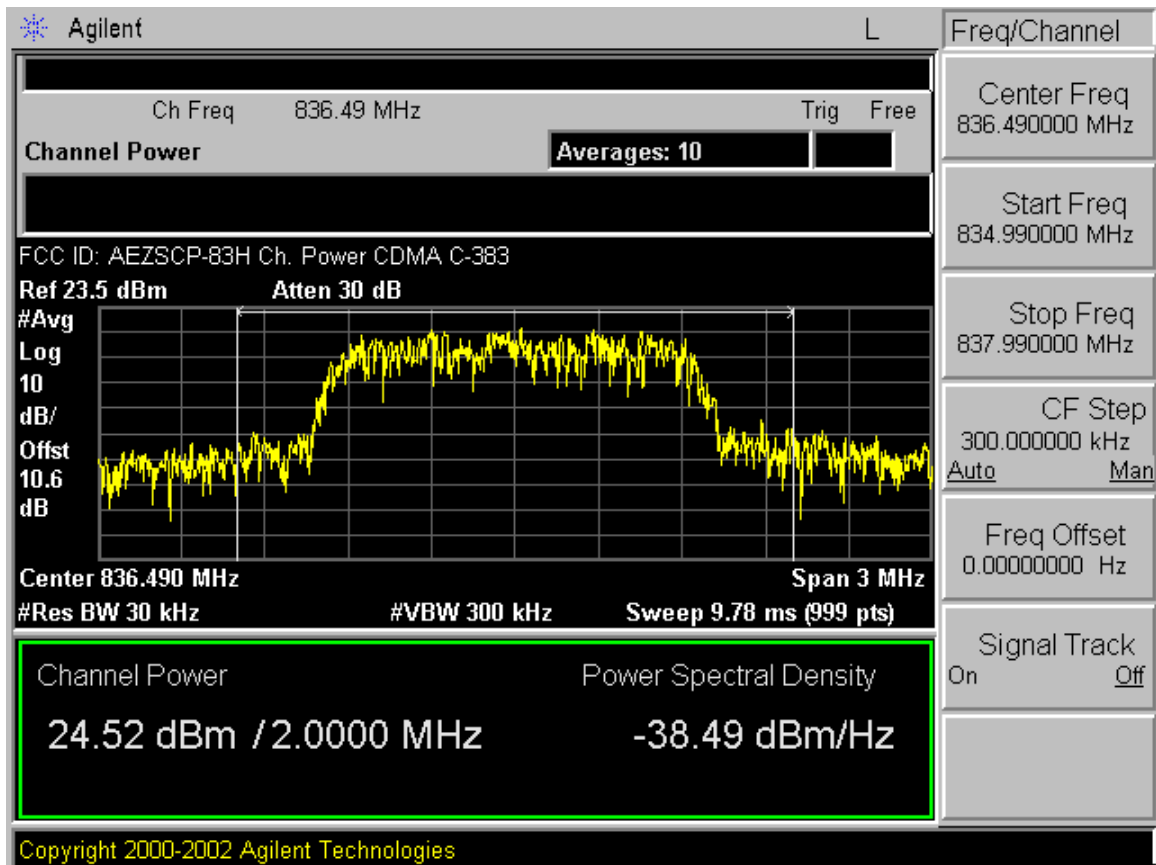 Agilent L
Freq/Channel
Ch Freq 836.49 MHz Trig Free
Channel Power Averages: 10
FCC ID: AEZSCP-83H Ch. Power CDMA C-383
Ref 23.5 dBm Atten 30 dB
#Avg
Log
10
dB/
Offst
10.6
dB
Center 836.490 MHz Span 3 MHz
#Res BW 30 kHz #VBW 300 kHz Sweep 9.78 ms (999 pts)
Channel Power Power Spectral Density
24.52 dBm / 2.0000 MHz -38.49 dBm/Hz
Center Freq
836.490000 MHz
Start Freq
834.990000 MHz
Stop Freq
837.990000 MHz
CF Step
300.000000 kHz
Auto Man
Freq Offset
0.00000000 Hz
Signal Track
On Off
Copyright 2000-2002 Agilent Technologies